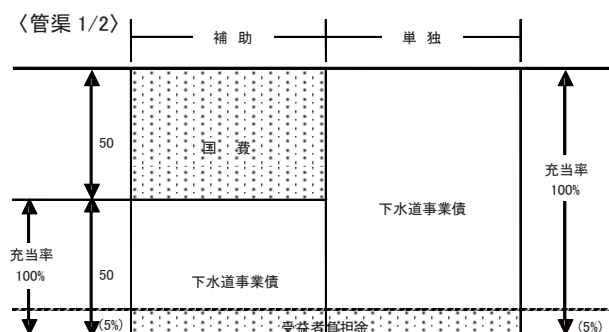 〈管渠 1/2〉
補 助
単 独
50
国 費
充当率
100%
下水道事業債
充当率
100%
50
下水道事業債
(5%)
受益者負担金
(5%)